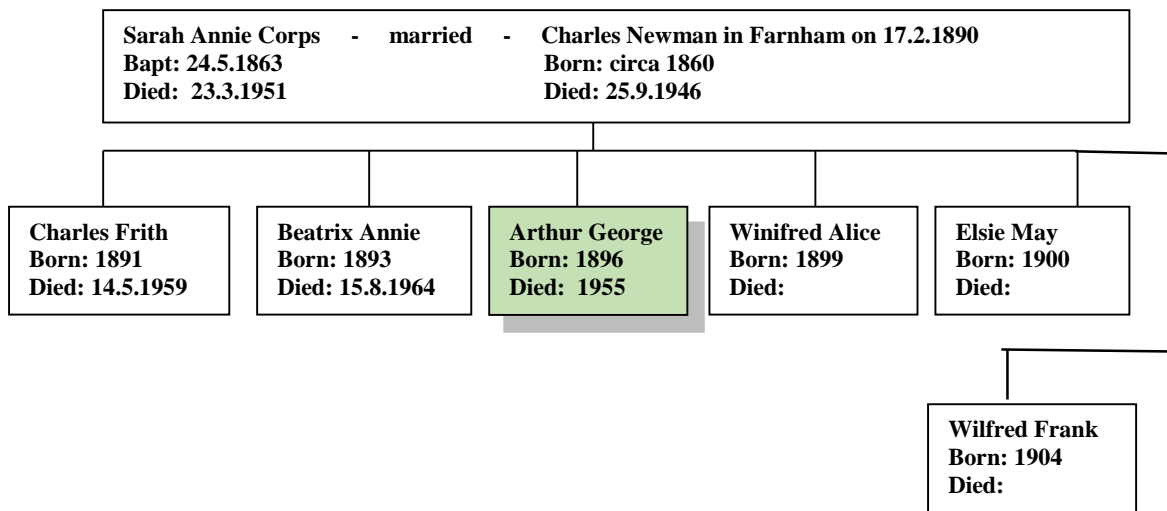 Sarah Annie Corps - married - Charles Newman in Farnham on 17.2.1890
Bapt: 24.5.1863 Born: circa 1860
Died: 23.3.1951 Died: 25.9.1946
Charles Frith
Born: 1891
Died: 14.5.1959
Beatrix Annie
Born: 1893
Died: 15.8.1964
Arthur George
Born: 1896
Died: 1955
Winifred Alice
Born: 1899
Died:
Elsie May
Born: 1900
Died:
Wilfred Frank
Born: 1904
Died: